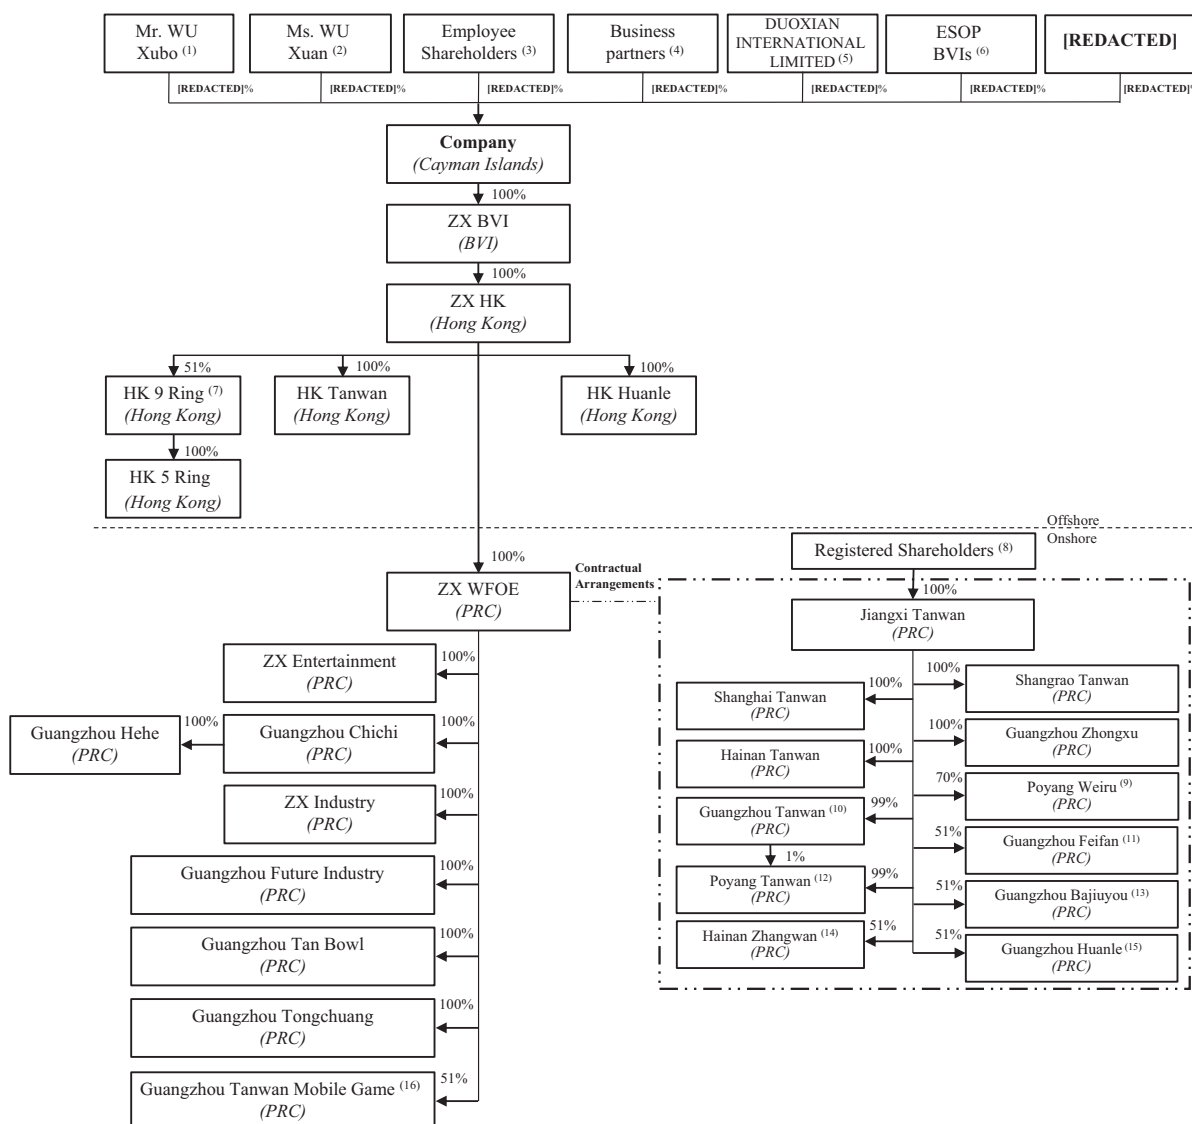 Mr. WU
Xubo (1)
Ms. WU
Xuan (2)
Employee
Shareholders (3)
Business
partners (4)
DUOXIAN
INTERNATIONAL
LIMITED (5)
ESOP
BVIs (6)
[REDACTED]
[REDACTED]%
[REDACTED]%
[REDACTED]%
[REDACTED]%
[REDACTED]%
[REDACTED]%
[REDACTED]%
Company
(Cayman Islands)
100%
ZX BVI
(BVI)
100%
ZX HK
(Hong Kong)
51%
100%
100%
HK 9 Ring (7)
(Hong Kong)
HK Tanwan
(Hong Kong)
HK Huanle
(Hong Kong)
100%
HK 5 Ring
(Hong Kong)
Offshore
Onshore
100%
ZX WFOE
(PRC)
Contractual
Arrangements
Registered Shareholders (8)
100%
Jiangxi Tanwan
(PRC)
ZX Entertainment
(PRC)
100%
Guangzhou Hehe
(PRC)
100%
Guangzhou Chichi
(PRC)
100%
ZX Industry
(PRC)
100%
Guangzhou Future Industry
(PRC)
100%
Guangzhou Tan Bowl
(PRC)
100%
Guangzhou Tongchuang
(PRC)
100%
Guangzhou Tanwan Mobile Game (16)
(PRC)
51%
Shanghai Tanwan
(PRC)
100%
100%
Shangrao Tanwan
(PRC)
Hainan Tanwan
(PRC)
100%
100%
Guangzhou Zhongxu
(PRC)
Guangzhou Tanwan (10)
(PRC)
99%
70%
Poyang Weiru (9)
(PRC)
1%
51%
Guangzhou Feifan (11)
(PRC)
Poyang Tanwan (12)
(PRC)
99%
51%
Guangzhou Bajiuyou (13)
(PRC)
Hainan Zhangwan (14)
(PRC)
51%
51%
Guangzhou Huanle (15)
(PRC)